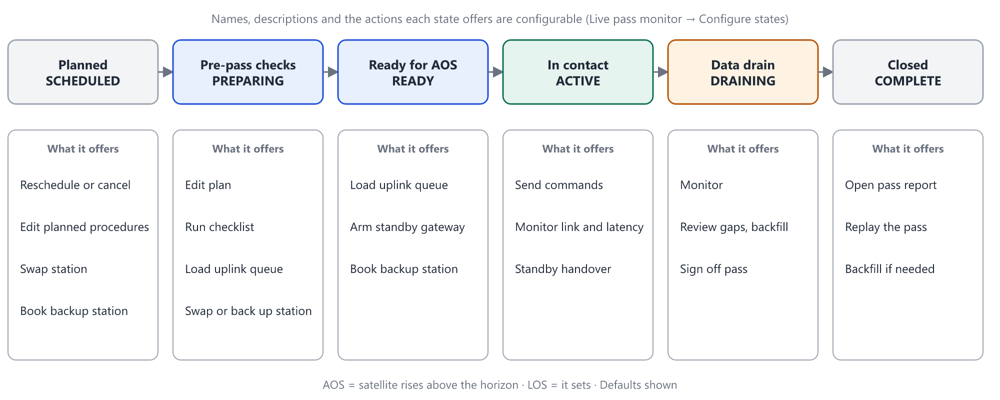 Names, descriptions and the actions each state offers are configurable (Live pass monitor → Configure states)
Planned
SCHEDULED
Pre-pass checks
PREPARING
Ready for AOS
READY
In contact
ACTIVE
Data drain
DRAINING
Closed
COMPLETE
What it offers
Reschedule or cancel
Edit planned procedures
Swap station
Book backup station
What it offers
Edit plan
Run checklist
Load uplink queue
Swap or back up station
What it offers
Load uplink queue
Arm standby gateway
Book backup station
What it offers
Send commands
Monitor link and latency
Standby handover
What it offers
Monitor
Review gaps, backfill
Sign off pass
What it offers
Open pass report
Replay the pass
Backfill if needed
AOS = satellite rises above the horizon · LOS = it sets · Defaults shown